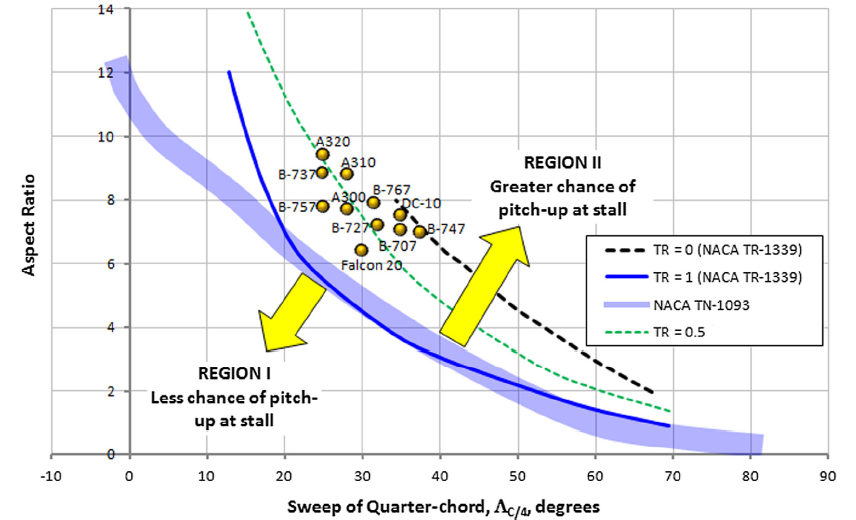 14
12
10
8
6
4
2
0
Aspect Ratio
A320
B-737
A310
B-757
A300
B-767
DC-10
B-727
B-747
B-707
Falcon 20
REGION II
Greater chance of
pitch-up at stall
TR = 0 (NACA TR-1339)
TR = 1 (NACA TR-1339)
NACA TN-1093
TR = 0.5
REGION I
Less chance of pitch-
up at stall
-10 0 10 20 30 40 50 60 70 80 90
Sweep of Quarter-chord, ΛC/4, degrees